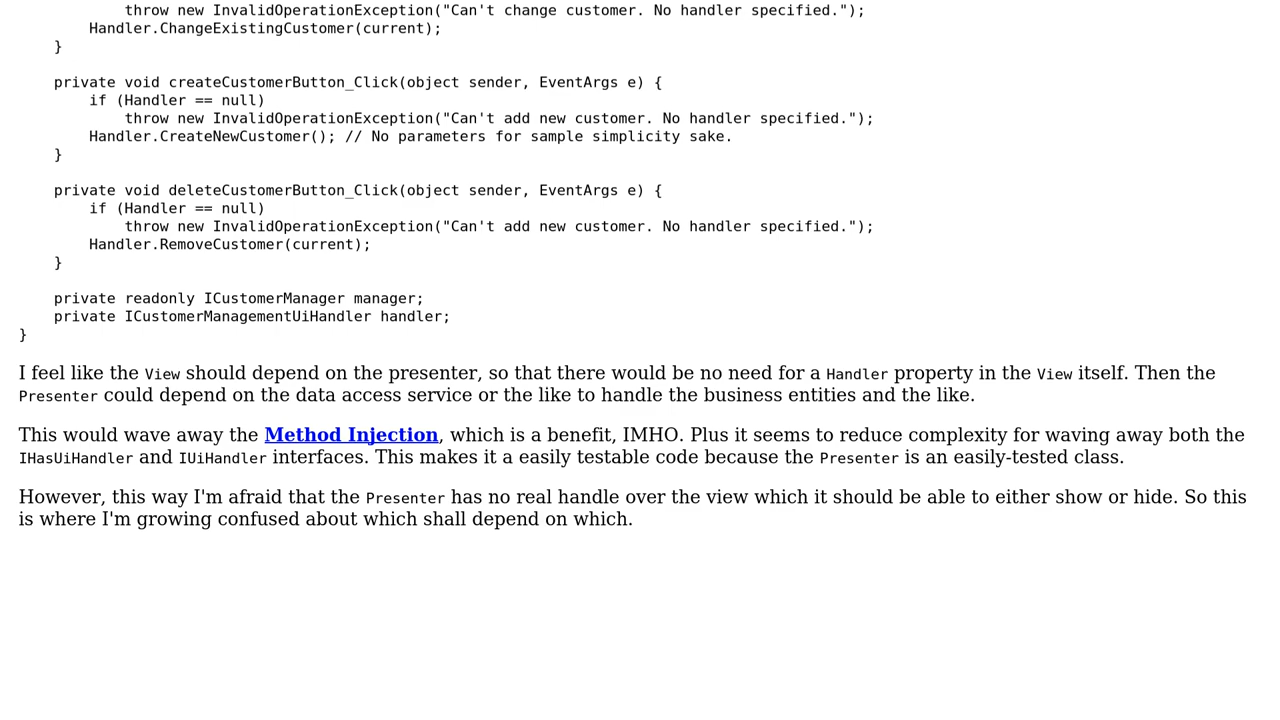 throw new InvalidOperationException("Can't change customer. No handler specified.");
        Handler.ChangeExistingCustomer(current);
    }

    private void createCustomerButton_Click(object sender, EventArgs e) {
        if (Handler == null)
            throw new InvalidOperationException("Can't add new customer. No handler specified.");
        Handler.CreateNewCustomer(); // No parameters for sample simplicity sake.
    }

    private void deleteCustomerButton_Click(object sender, EventArgs e) {
        if (Handler == null)
            throw new InvalidOperationException("Can't add new customer. No handler specified.");
        Handler.RemoveCustomer(current);
    }

    private readonly ICustomerManager manager;
    private ICustomerManagementUiHandler handler;
}
I feel like the View should depend on the presenter, so that there would be no need for a Handler property in the View itself. Then the
Presenter could depend on the data access service or the like to handle the business entities and the like.
This would wave away the Method Injection, which is a benefit, IMHO. Plus it seems to reduce complexity for waving away both the
IHasUiHandler and IUiHandler interfaces. This makes it a easily testable code because the Presenter is an easily-tested class.
However, this way I'm afraid that the Presenter has no real handle over the view which it should be able to either show or hide. So this
is where I'm growing confused about which shall depend on which.